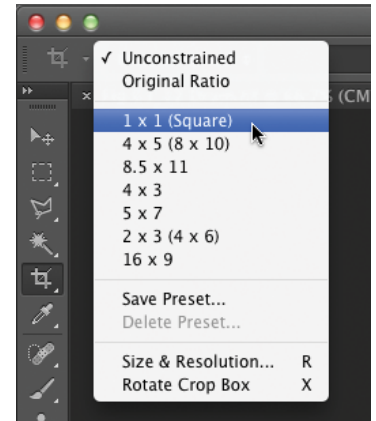 ✓ Unconstrained
Original Ratio
1 x 1 (Square)
4 x 5 (8 x 10)
8.5 x 11
4 x 3
5 x 7
2 x 3 (4 x 6)
16 x 9
Save Preset...
Delete Preset...
Size & Resolution... R
Rotate Crop Box X
× (CM